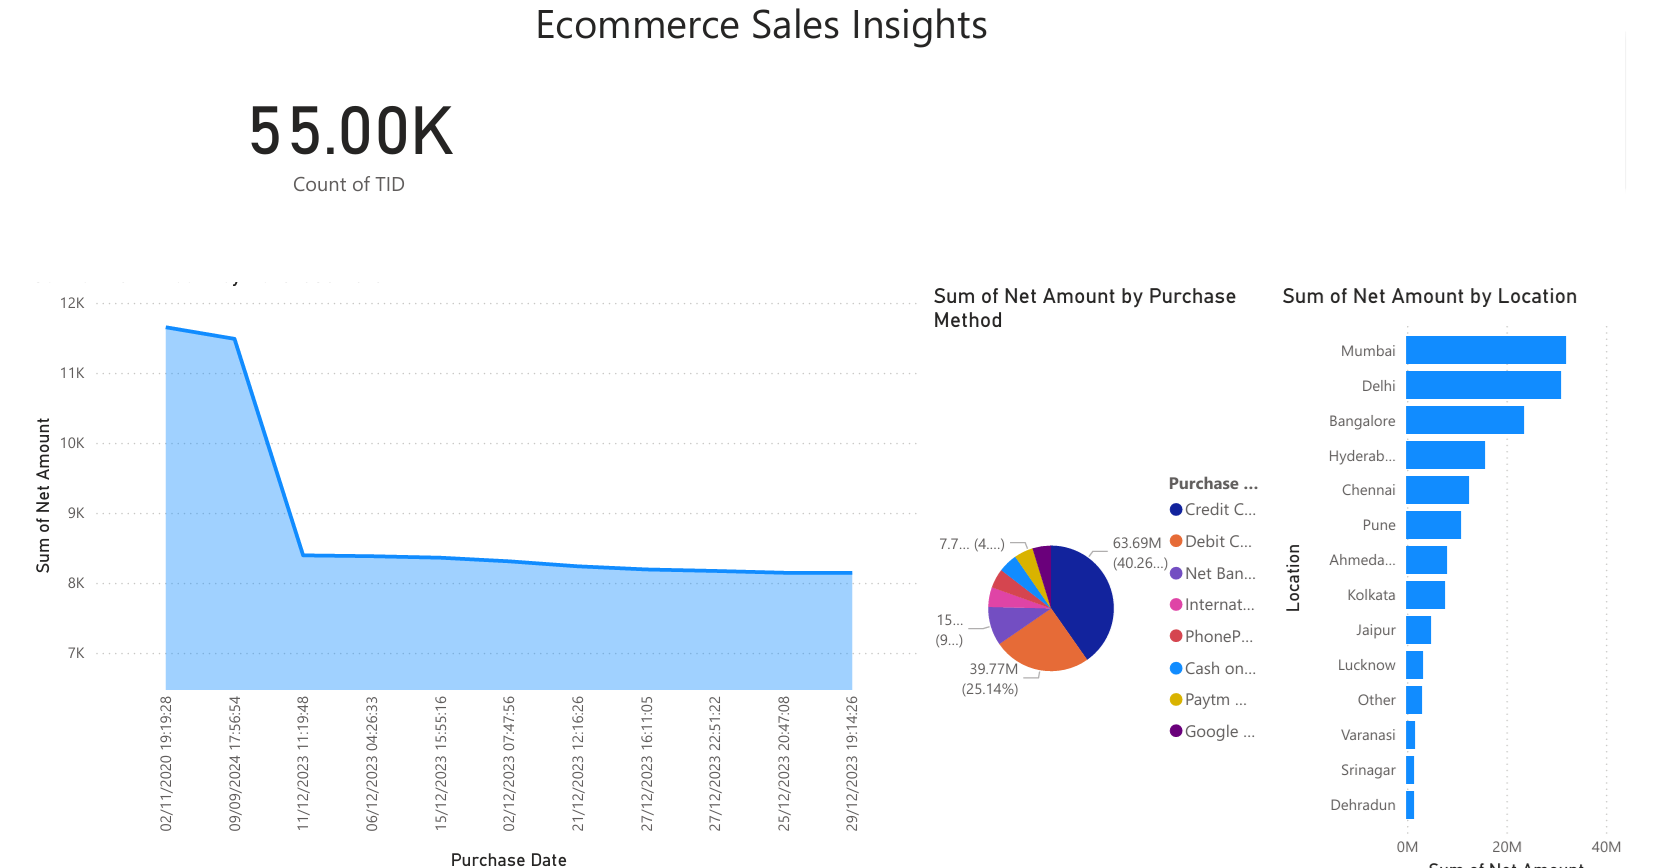 Ecommerce Sales Insights
55.00K
Count of TID
12K
11K
10K
9K
8K
7K
Sum of Net Amount
02/11/2020 19:19:28
09/09/2024 17:56:54
11/12/2023 11:19:48
06/12/2023 04:26:33
15/12/2023 15:55:16
02/12/2023 07:47:56
21/12/2023 12:16:26
27/12/2023 16:11:05
27/12/2023 22:51:22
25/12/2023 20:47:08
29/12/2023 19:14:26
Purchase Date
Sum of Net Amount by Purchase
Method
7.7... (4....)
63.69M
(40.26...)
15...
(9...)
39.77M
(25.14%)
Purchase ...
Credit C...
Debit C...
Net Ban...
Internat...
PhoneP...
Cash on...
Paytm ...
Google ...
Sum of Net Amount by Location
Location
Mumbai
Delhi
Bangalore
Hyderab...
Chennai
Pune
Ahmeda...
Kolkata
Jaipur
Lucknow
Other
Varanasi
Srinagar
Dehradun
0M
20M
40M
Sum of Net Amount